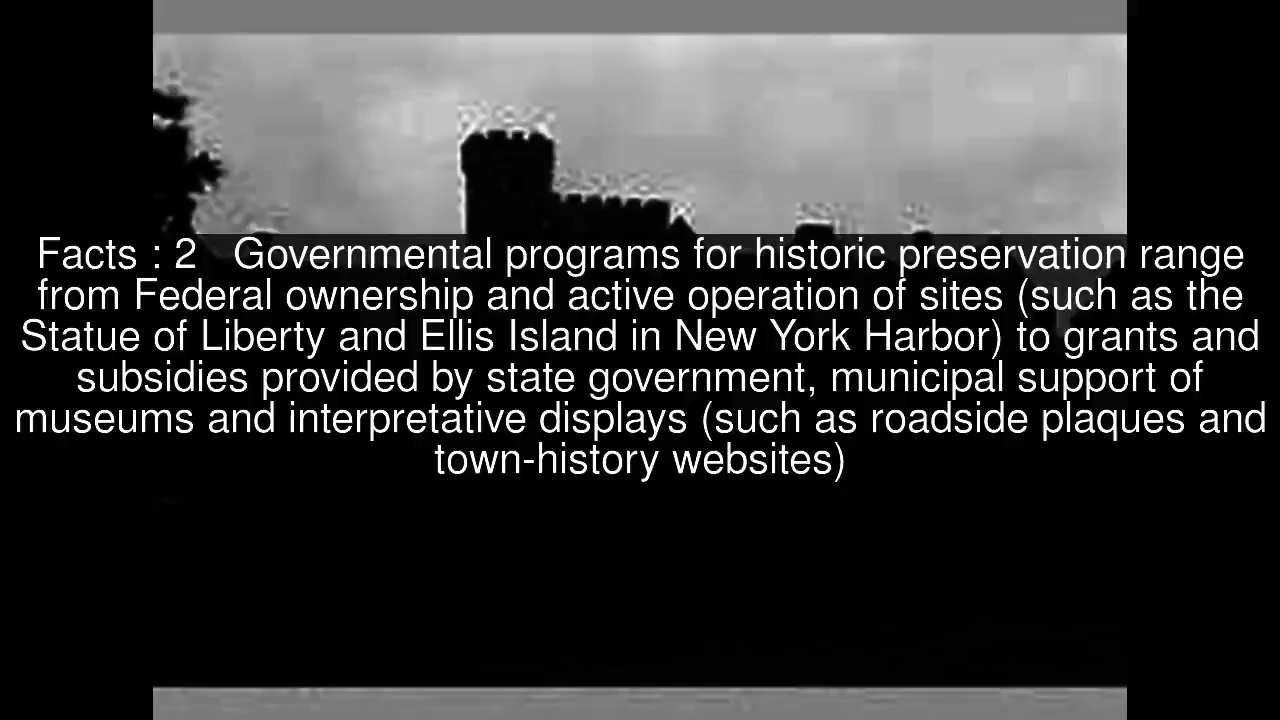 Facts : 2   Governmental programs for historic preservation range
from Federal ownership and active operation of sites (such as the
Statue of Liberty and Ellis Island in New York Harbor) to grants and
subsidies provided by state government, municipal support of
museums and interpretative displays (such as roadside plaques and
town-history websites)